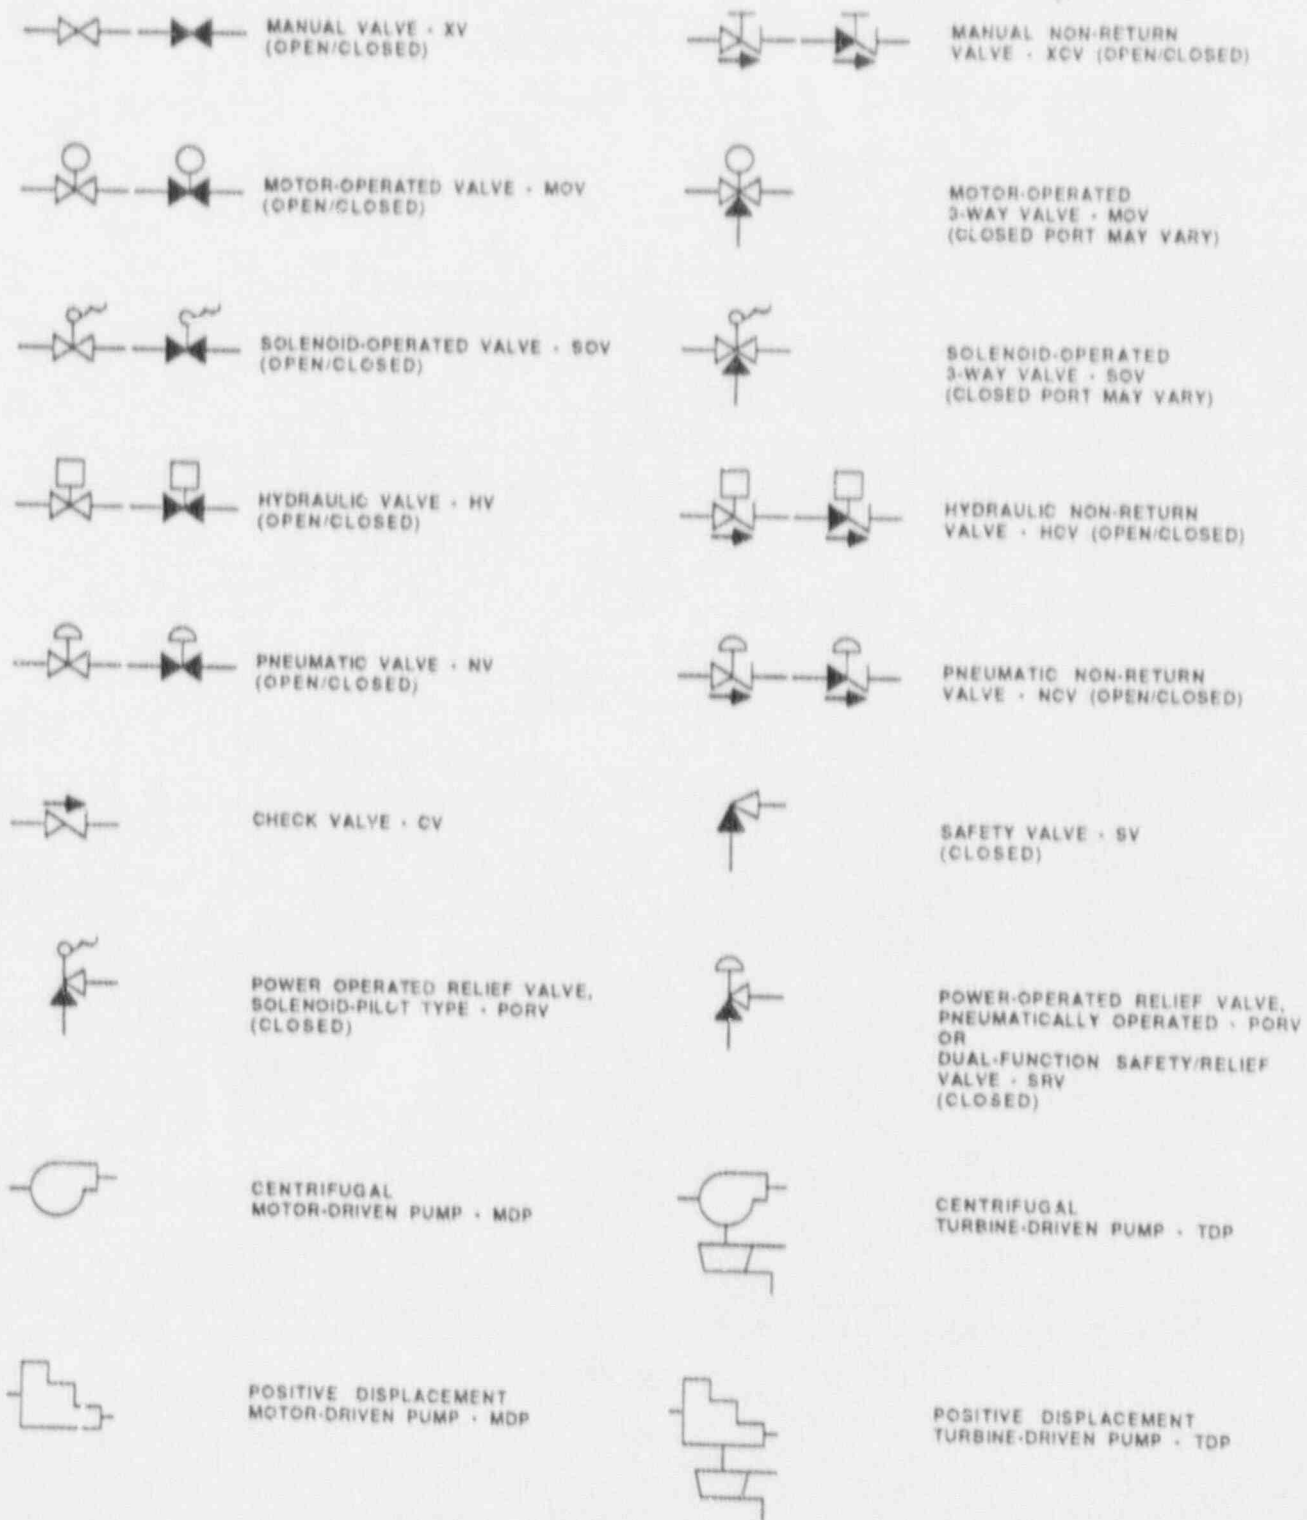 MANUAL VALVE - XV
(OPEN/CLOSED)
MANUAL NON-RETURN
VALVE - XCV (OPEN/CLOSED)
MOTOR-OPERATED VALVE - MOV
(OPEN/CLOSED)
MOTOR-OPERATED
3-WAY VALVE - MOV
(CLOSED PORT MAY VARY)
SOLENOID-OPERATED VALVE - SOV
(OPEN/CLOSED)
SOLENOID-OPERATED
3-WAY VALVE - SOV
(CLOSED PORT MAY VARY)
HYDRAULIC VALVE - HV
(OPEN/CLOSED)
HYDRAULIC NON-RETURN
VALVE - HCV (OPEN/CLOSED)
PNEUMATIC VALVE - NV
(OPEN/CLOSED)
PNEUMATIC NON-RETURN
VALVE - NCV (OPEN/CLOSED)
CHECK VALVE - CV
SAFETY VALVE - SV
(CLOSED)
POWER OPERATED RELIEF VALVE,
SOLENOID-PILOT TYPE - PORV
(CLOSED)
POWER-OPERATED RELIEF VALVE,
PNEUMATICALLY OPERATED - PORV
OR
DUAL-FUNCTION SAFETY/RELIEF
VALVE - SRV
(CLOSED)
CENTRIFUGAL
MOTOR-DRIVEN PUMP - MDP
CENTRIFUGAL
TURBINE-DRIVEN PUMP - TDP
POSITIVE DISPLACEMENT
MOTOR-DRIVEN PUMP - MDP
POSITIVE DISPLACEMENT
TURBINE-DRIVEN PUMP - TDP